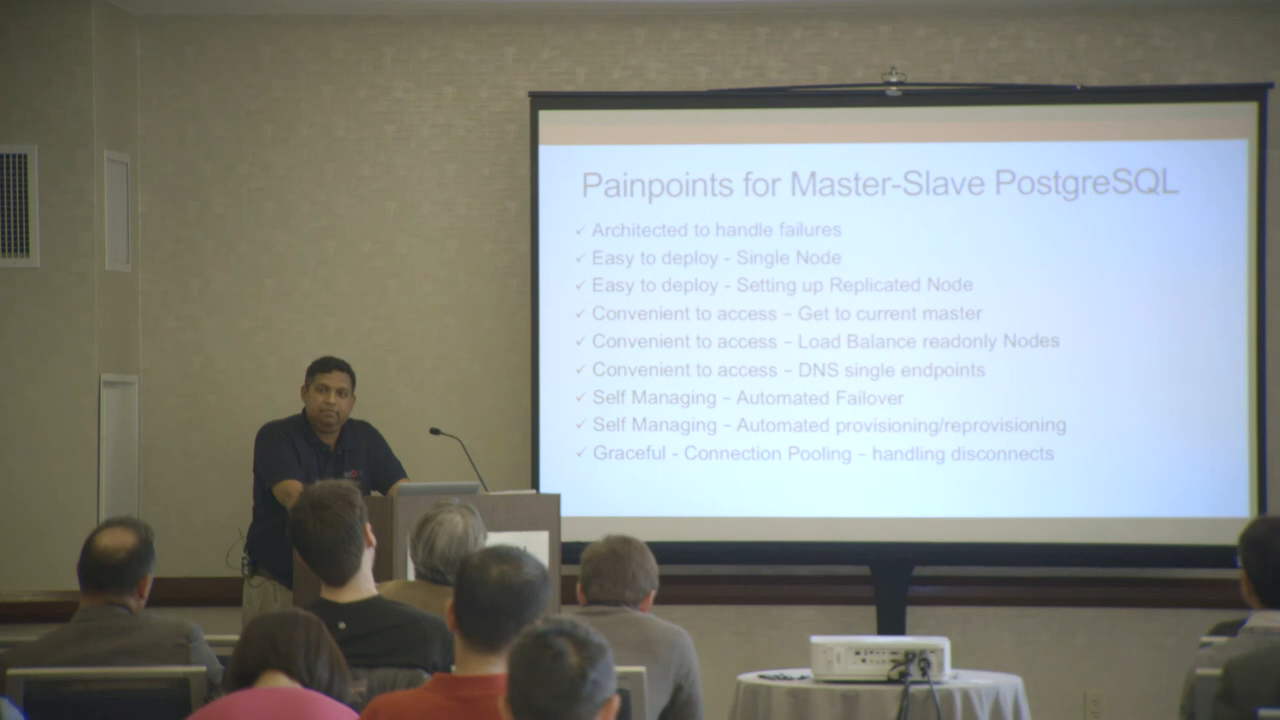 Painpoints for Master-Slave PostgreSQL
✓ Architected to handle failures
✓ Easy to deploy - Single Node
✓ Easy to deploy - Setting up Replicated Node
✓ Convenient to access – Get to current master
✓ Convenient to access – Load Balance readonly Nodes
✓ Convenient to access – DNS single endpoints
✓ Self Managing – Automated Failover
✓ Self Managing – Automated provisioning/reprovisioning
✓ Graceful - Connection Pooling – handling disconnects